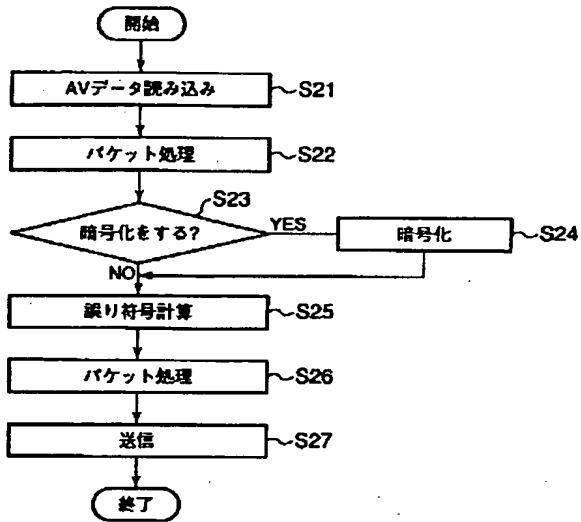 開始
AVデータ読み込み
S21
パケット処理
S22
S23
暗号化をする?
YES
暗号化
S24
NO
誤り符号計算
S25
パケット処理
S26
送信
S27
終了